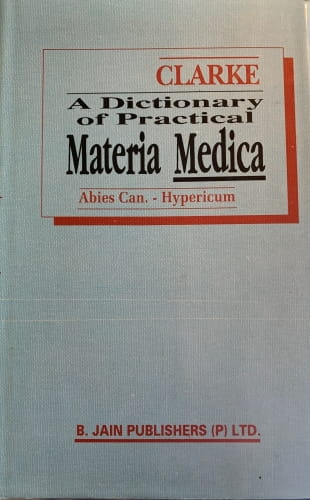 CLARKE
A Dictionary
of Practical
Materia Medica
Abies Can. - Hypericum
B. JAIN PUBLISHERS (P) LTD.